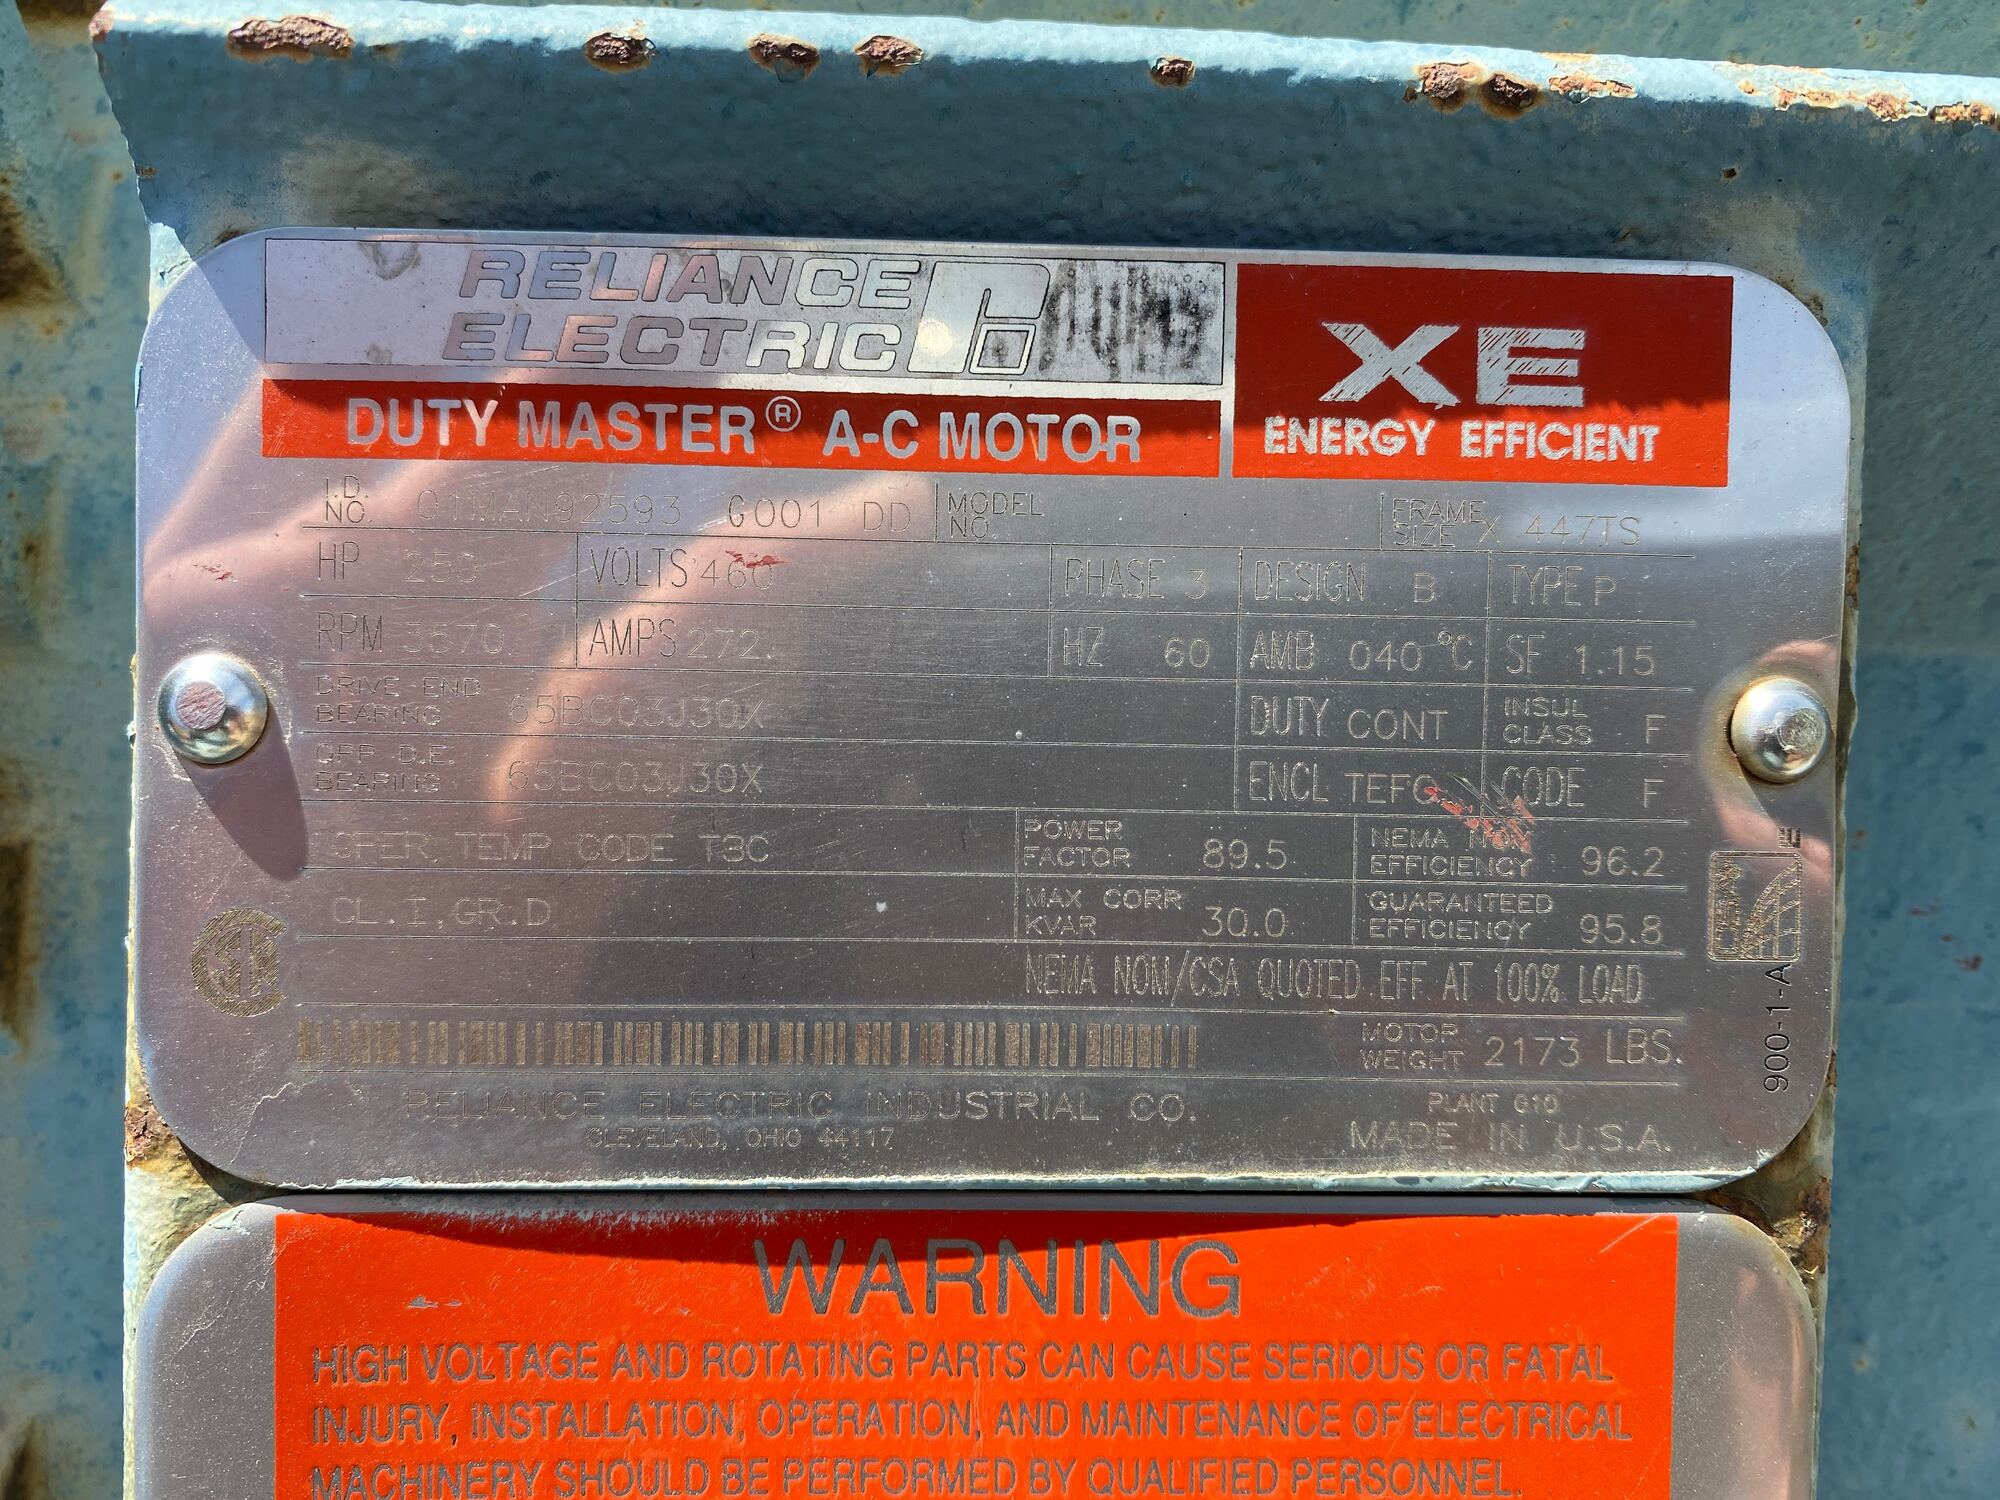 RELIANCE
ELECTRIC
XE
DUTY MASTER® A-C MOTOR
ENERGY EFFICIENT
I.D. NO. 01MAN92593 G001 DD MODEL NO. FRAME SIZE X 447TS
HP 250 VOLTS 460 PHASE 3 DESIGN B TYPE P
RPM 3570 AMPS 272. HZ 60 AMB 040 °C SF 1.15
DRIVE END BEARING 65BC03J30X DUTY CONT INSUL CLASS F
OPP D.E. BEARING 65BC03J30X ENCL TEFC CODE F
OPER. TEMP CODE T3C POWER FACTOR 89.5 NEMA NOM EFFICIENCY 96.2
CL.I,GR.D MAX CORR KVAR 30.0 GUARANTEED EFFICIENCY 95.8
NEMA NOM/CSA QUOTED EFF AT 100% LOAD
MOTOR WEIGHT 2173 LBS.
RELIANCE ELECTRIC INDUSTRIAL CO. PLANT G10
CLEVELAND, OHIO 44117 MADE IN U.S.A.
900-1-A
WARNING
HIGH VOLTAGE AND ROTATING PARTS CAN CAUSE SERIOUS OR FATAL
INJURY, INSTALLATION, OPERATION, AND MAINTENANCE OF ELECTRICAL
MACHINERY SHOULD BE PERFORMED BY QUALIFIED PERSONNEL.